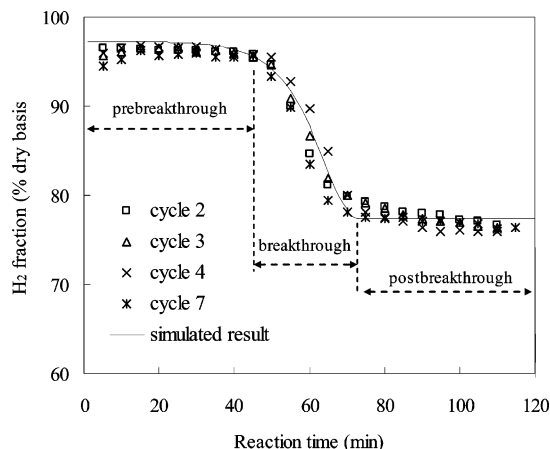 100
90
80
70
60
H2 fraction (% dry basis)
prebreakthrough
breakthrough
postbreakthrough
cycle 2
cycle 3
cycle 4
cycle 7
simulated result
0 20 40 60 80 100 120
Reaction time (min)